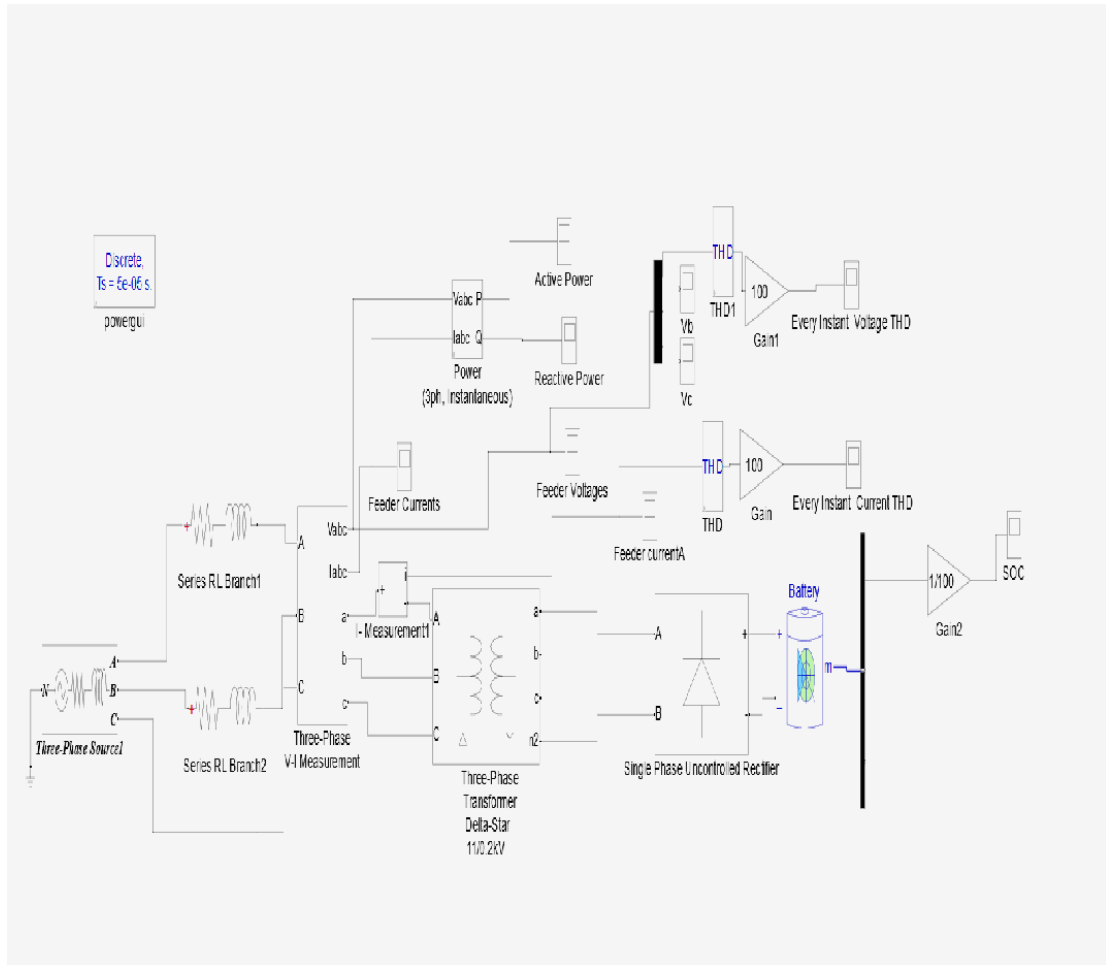 Discrete,
Ts = 5e-05 s.
powergui
Active Power
Vabc P
Iabc Q
Power
(3ph, Instantaneous)
Reactive Power
THD
THD1
Vb
Vc
100
Gain1
Every Instant Voltage THD
Feeder Currents
Feeder Voltages
THD
THD
100
Gain
Every Instant Current THD
Feeder currentA
Series RL Branch1
A
B
C
Vabc
Iabc
a
b
c
Three-Phase
V-I Measurement
i
+
I- Measurement1
N
A
B
C
Three-Phase Source1
Series RL Branch2
A
B
C
a
b
c
n2
Three-Phase
Transformer
Delta-Star
11/0.2kV
A
B
+
-
Single Phase Uncontrolled Rectifier
Battery
+
-
m
1/100
Gain2
SOC